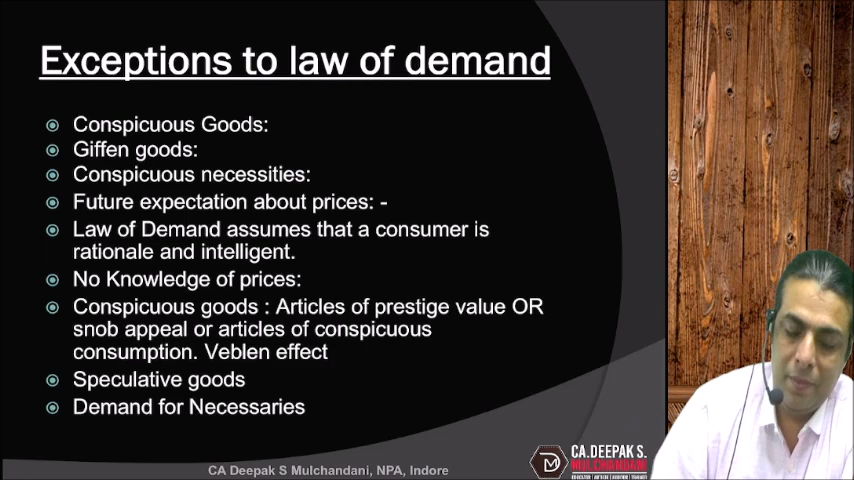 Exceptions to law of demand
Conspicuous Goods:
Giffen goods:
Conspicuous necessities:
Future expectation about prices: -
Law of Demand assumes that a consumer is
rationale and intelligent.
No Knowledge of prices:
Conspicuous goods : Articles of prestige value OR
snob appeal or articles of conspicuous
consumption. Veblen effect
Speculative goods
Demand for Necessaries
CA Deepak S Mulchandani, NPA, Indore
CA.DEEPAK S.
MULCHANDANI